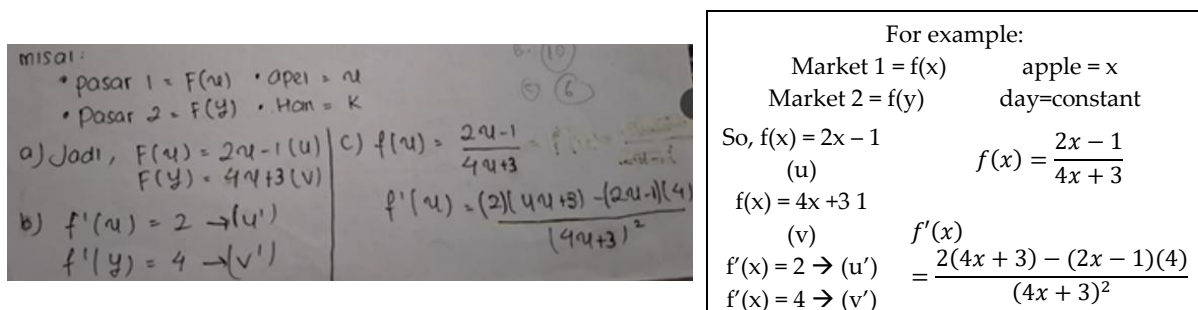 misal:
• pasar 1 = F(x) • apel = x
• Pasar 2 = F(y) • Hari = K
a) Jadi, F(x) = 2x-1 (u)
F(y) = 4x+3 (v)
b) f'(x) = 2 → (u')
f'(y) = 4 → (v')
c) f(x) = 2x-1 / 4x+3
f'(x) = (2)(4x+3) - (2x-1)(4) / (4x+3)²
For example:
Market 1 = f(x) apple = x
Market 2 = f(y) day=constant
So, f(x) = 2x – 1
(u)
f(x) = 4x +3 1
(v)
f'(x) = 2 → (u')
f'(x) = 4 → (v')
f(x) = 2x − 1 / 4x + 3
f'(x)
= 2(4x + 3) − (2x − 1)(4) / (4x + 3)²